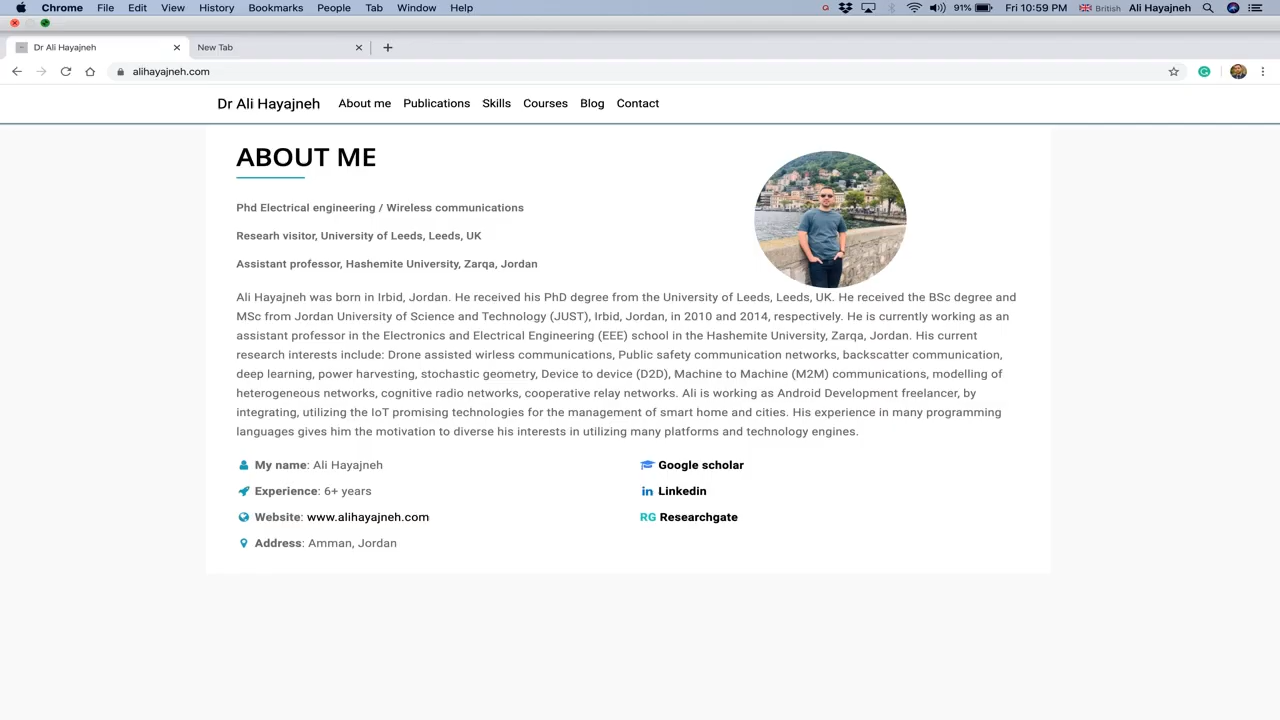 Chrome File Edit View History Bookmarks People Tab Window Help 91% Fri 10:59 PM British Ali Hayajneh
Dr Ali Hayajneh New Tab
alihayajneh.com
Dr Ali Hayajneh About me Publications Skills Courses Blog Contact
ABOUT ME
Phd Electrical engineering / Wireless communications
Researh visitor, University of Leeds, Leeds, UK
Assistant professor, Hashemite University, Zarqa, Jordan
Ali Hayajneh was born in Irbid, Jordan. He received his PhD degree from the University of Leeds, Leeds, UK. He received the BSc degree and
MSc from Jordan University of Science and Technology (JUST), Irbid, Jordan, in 2010 and 2014, respectively. He is currently working as an
assistant professor in the Electronics and Electrical Engineering (EEE) school in the Hashemite University, Zarqa, Jordan. His current
research interests include: Drone assisted wirless communications, Public safety communication networks, backscatter communication,
deep learning, power harvesting, stochastic geometry, Device to device (D2D), Machine to Machine (M2M) communications, modelling of
heterogeneous networks, cognitive radio networks, cooperative relay networks. Ali is working as Android Development freelancer, by
integrating, utilizing the IoT promising technologies for the management of smart home and cities. His experience in many programming
languages gives him the motivation to diverse his interests in utilizing many platforms and technology engines.
My name: Ali Hayajneh
Experience: 6+ years
Website: www.alihayajneh.com
Address: Amman, Jordan
Google scholar
in Linkedin
RG Researchgate